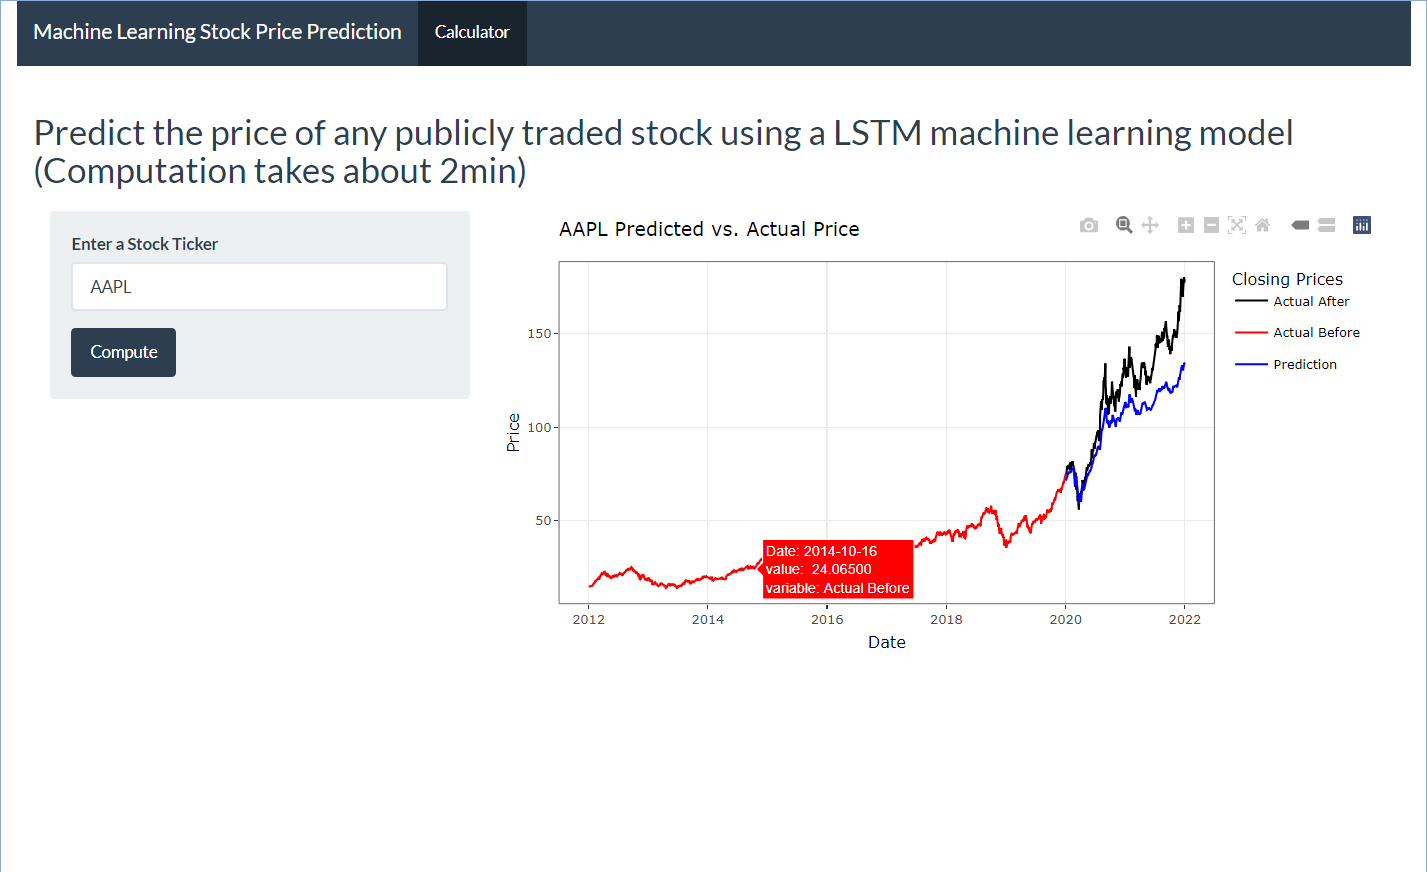 Machine Learning Stock Price Prediction
Calculator
Predict the price of any publicly traded stock using a LSTM machine learning model
(Computation takes about 2min)
Enter a Stock Ticker
AAPL
Compute
AAPL Predicted vs. Actual Price
Closing Prices
Actual After
Actual Before
Prediction
Price
150
100
50
Date: 2014-10-16
value: 24.06500
variable: Actual Before
2012 2014 2016 2018 2020 2022
Date